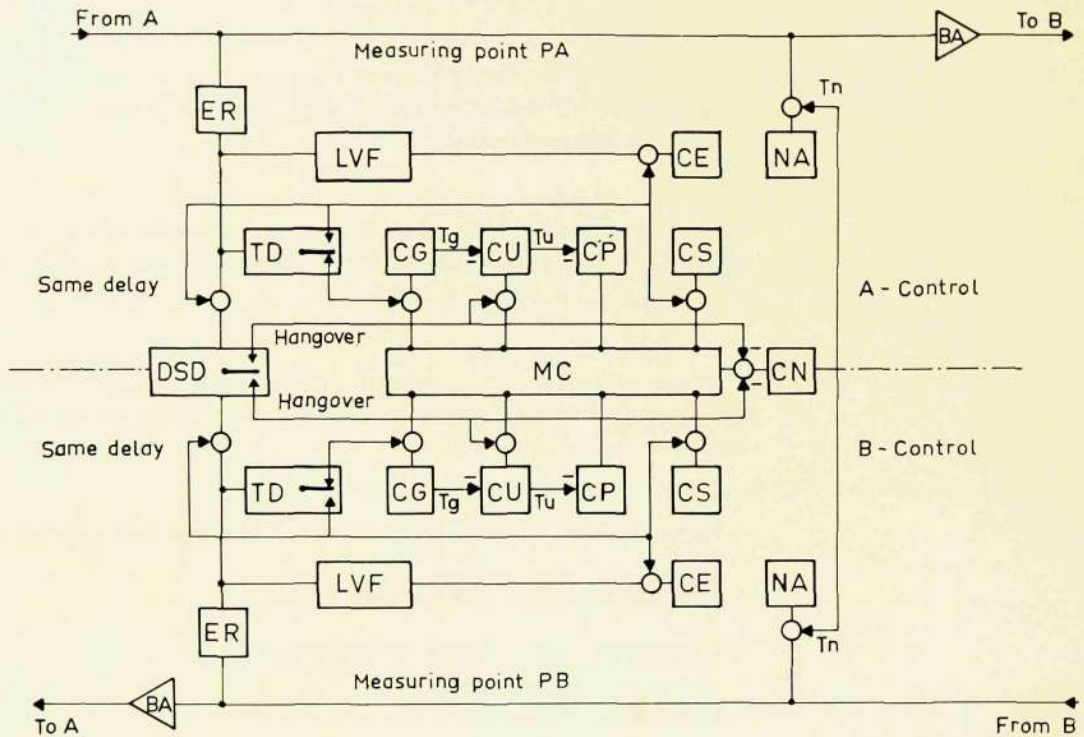 From A
To B
BA
Measuring point PA
Tn
ER
LVF
CE
NA
TD
CG
Tg
CU
Tu
CP
CS
Same delay
A - Control
Hangover
DSD
MC
CN
Hangover
Same delay
B - Control
TD
CG
Tg
CU
Tu
CP
CS
LVF
CE
NA
ER
Tn
Measuring point PB
BA
To A
From B